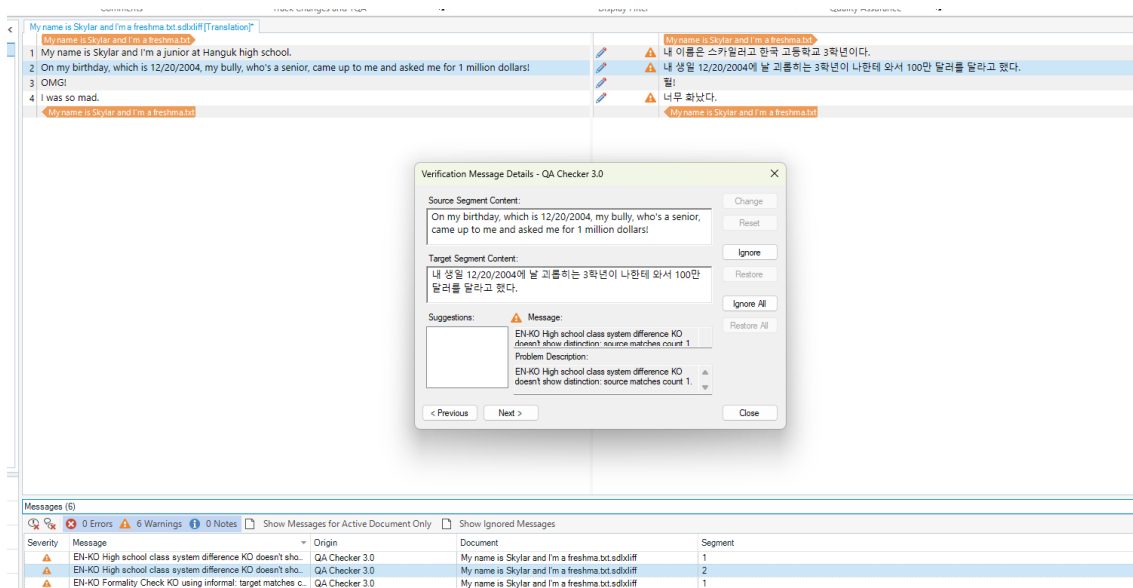 Comments Track Changes and TQA Display Filter Quality Assurance
My name is Skylar and I'm a freshma.txt.sdlxliff [Translation]*
My name is Skylar and I'm a freshma.txt My name is Skylar and I'm a freshma.txt
1 My name is Skylar and I'm a junior at Hanguk high school. 내 이름은 스카일러고 한국 고등학교 3학년이다.
2 On my birthday, which is 12/20/2004, my bully, who's a senior, came up to me and asked me for 1 million dollars! 내 생일 12/20/2004에 날 괴롭히는 3학년이 나한테 와서 100만 달러를 달라고 했다.
3 OMG! 헐!
4 I was so mad. 너무 화났다.
My name is Skylar and I'm a freshma.txt My name is Skylar and I'm a freshma.txt
Verification Message Details - QA Checker 3.0
Source Segment Content:
Change
On my birthday, which is 12/20/2004, my bully, who's a senior,
came up to me and asked me for 1 million dollars!
Reset
Ignore
Target Segment Content:
내 생일 12/20/2004에 날 괴롭히는 3학년이 나한테 와서 100만
달러를 달라고 했다.
Restore
Ignore All
Suggestions: Message:
Restore All
EN-KO High school class system difference KO
doesn't show distinction: source matches count 1
Problem Description:
EN-KO High school class system difference KO
doesn't show distinction: source matches count 1.
< Previous Next > Close
Messages (6)
0 Errors 6 Warnings 0 Notes Show Messages for Active Document Only Show Ignored Messages
Severity Message Origin Document Segment
EN-KO High school class system difference KO doesn't sho... QA Checker 3.0 My name is Skylar and I'm a freshma.txt.sdlxliff 1
EN-KO High school class system difference KO doesn't sho... QA Checker 3.0 My name is Skylar and I'm a freshma.txt.sdlxliff 2
EN-KO Formality Check KO using informal: target matches c... QA Checker 3.0 My name is Skylar and I'm a freshma.txt.sdlxliff 1